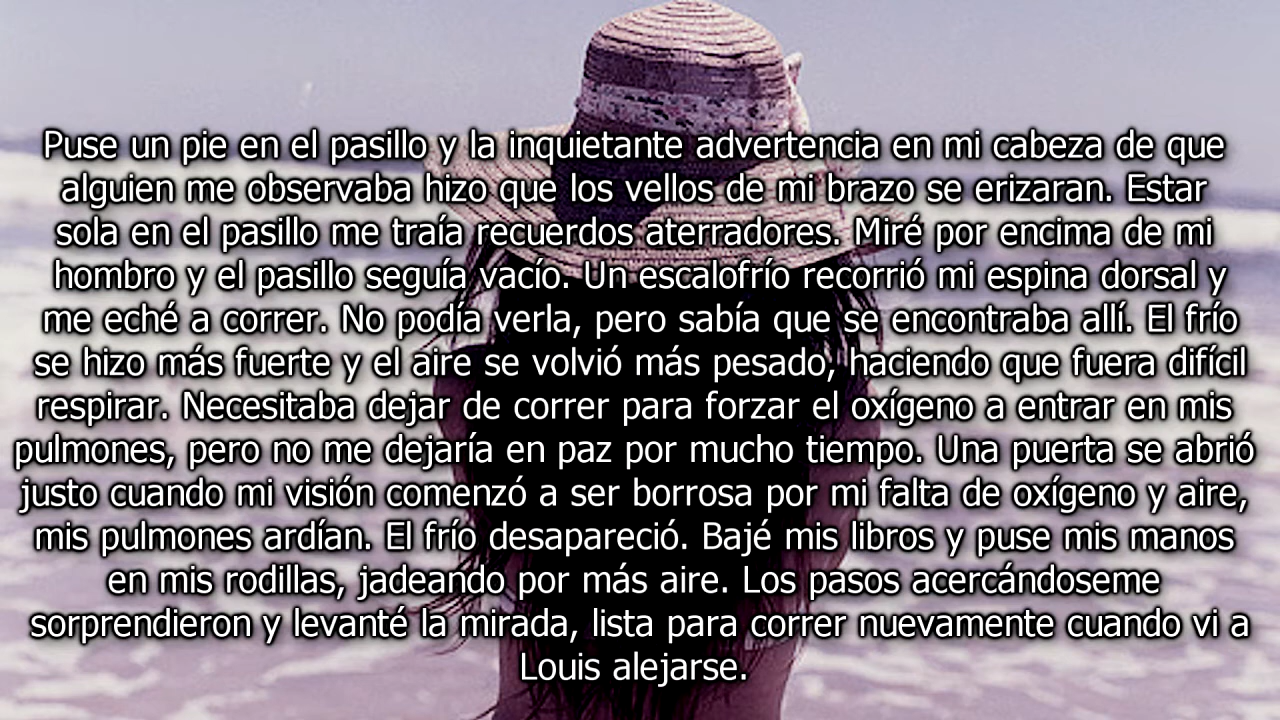 Puse un pie en el pasillo y la inquietante advertencia en mi cabeza de que
alguien me observaba hizo que los vellos de mi brazo se erizaran. Estar
sola en el pasillo me traía recuerdos aterradores. Miré por encima de mi
hombro y el pasillo seguía vacío. Un escalofrío recorrió mi espina dorsal y
me eché a correr. No podía verla, pero sabía que se encontraba allí. El frío
se hizo más fuerte y el aire se volvió más pesado, haciendo que fuera difícil
respirar. Necesitaba dejar de correr para forzar el oxígeno a entrar en mis
pulmones, pero no me dejaría en paz por mucho tiempo. Una puerta se abrió
justo cuando mi visión comenzó a ser borrosa por mi falta de oxígeno y aire,
mis pulmones ardían. El frío desapareció. Bajé mis libros y puse mis manos
en mis rodillas, jadeando por más aire. Los pasos acercándoseme
sorprendieron y levanté la mirada, lista para correr nuevamente cuando vi a
Louis alejarse.